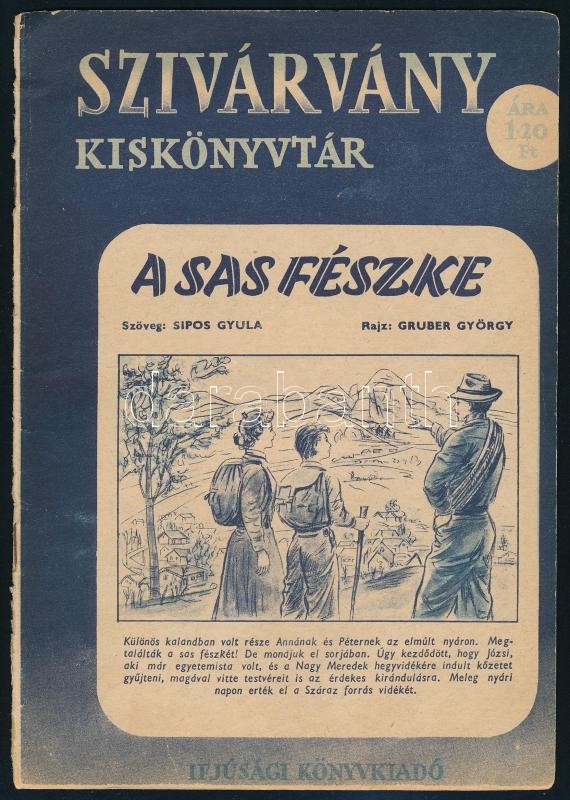 SZIVÁRVÁNY
KISKÖNYVTÁR
ÁRA
1·20
Ft
A SAS FÉSZKE
Szöveg: SIPOS GYULA
Rajz: GRUBER GYÖRGY
darabanth
Különös kalandban volt része Annának és Péternek az elmúlt nyáron. Meg-
találták a sas fészkét! De mondjuk el sorjában. Úgy kezdődött, hogy Józsi,
aki már egyetemista volt, és a Nagy Meredek hegyvidékére indult kőzetet
gyűjteni, magával vitte testvéreit is az érdekes kirándulásra. Meleg nyári
napon érték el a Száraz forrás vidékét.
IFJÚSÁGI KÖNYVKIADÓ